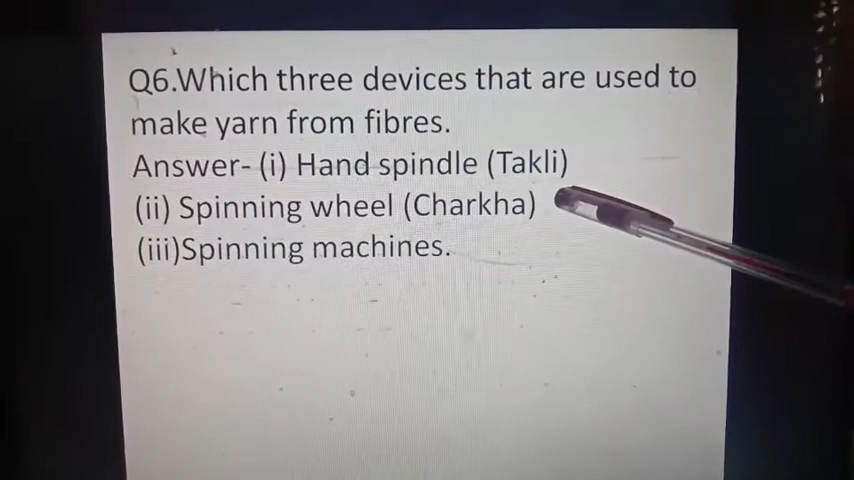 Q6.Which three devices that are used to
make yarn from fibres.
Answer- (i) Hand spindle (Takli)
(ii) Spinning wheel (Charkha)
(iii)Spinning machines.